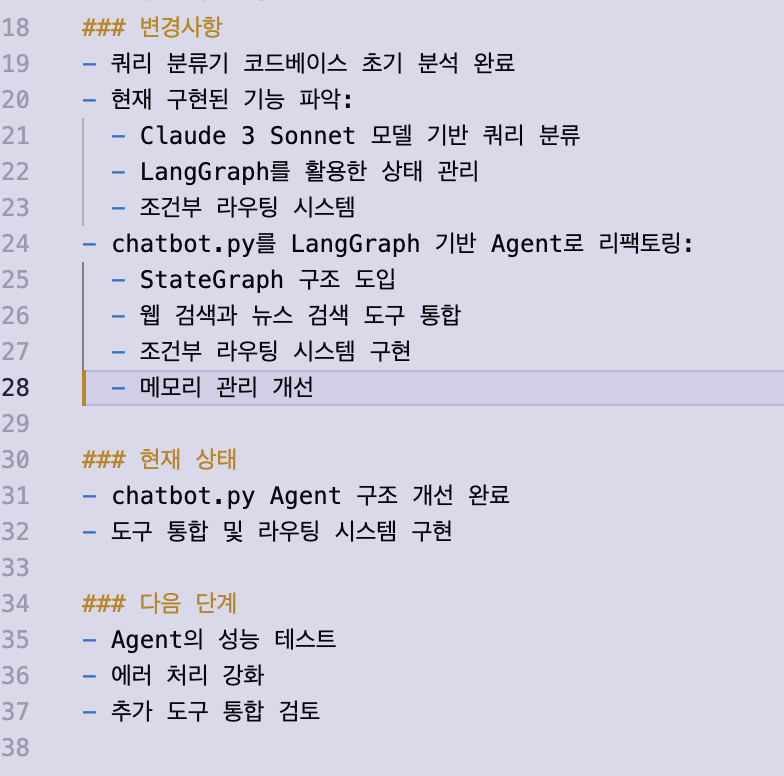 18 ### 변경사항
19 - 쿼리 분류기 코드베이스 초기 분석 완료
20 - 현재 구현된 기능 파악:
21 - Claude 3 Sonnet 모델 기반 쿼리 분류
22 - LangGraph를 활용한 상태 관리
23 - 조건부 라우팅 시스템
24 - chatbot.py를 LangGraph 기반 Agent로 리팩토링:
25 - StateGraph 구조 도입
26 - 웹 검색과 뉴스 검색 도구 통합
27 - 조건부 라우팅 시스템 구현
28 - 메모리 관리 개선
29
30 ### 현재 상태
31 - chatbot.py Agent 구조 개선 완료
32 - 도구 통합 및 라우팅 시스템 구현
33
34 ### 다음 단계
35 - Agent의 성능 테스트
36 - 에러 처리 강화
37 - 추가 도구 통합 검토
38